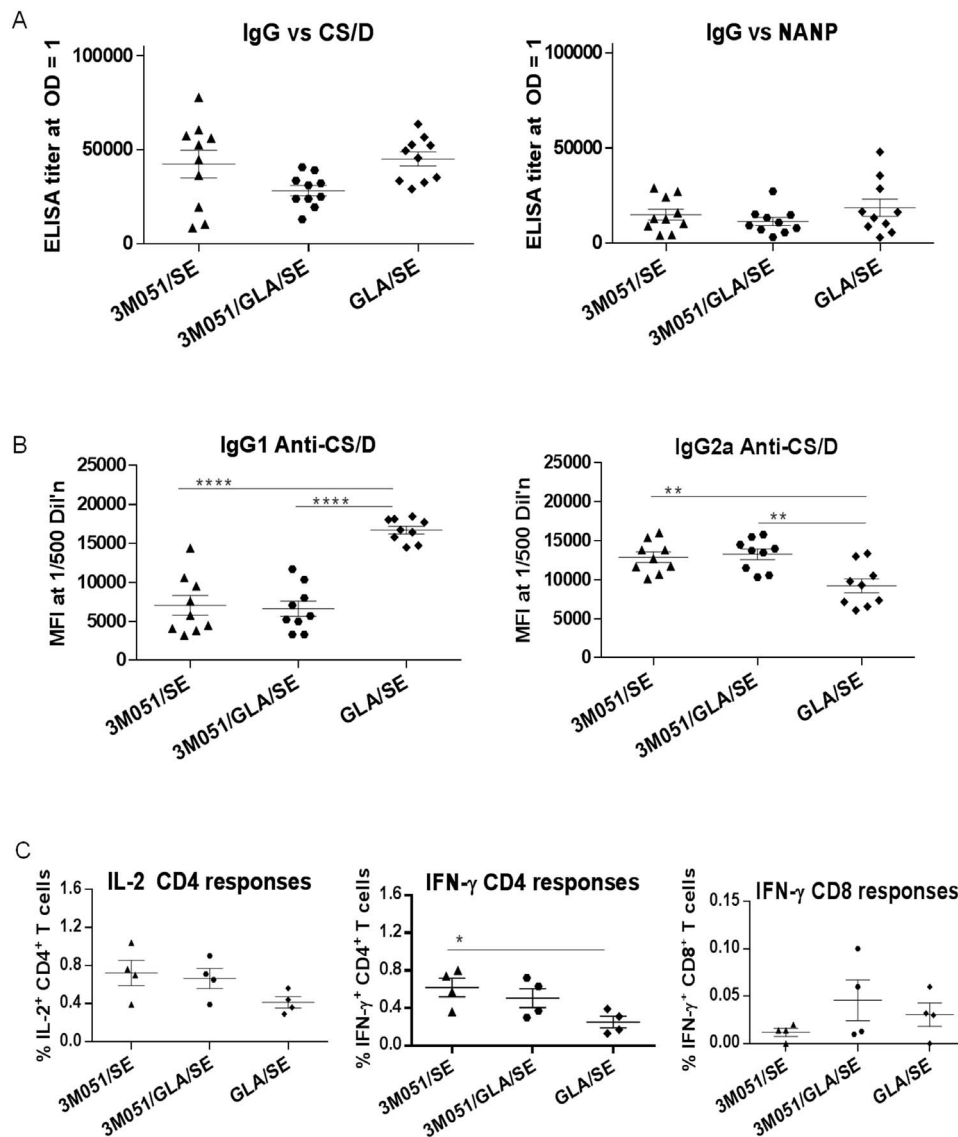 A
IgG vs CS/D
ELISA titer at OD = 1
100000
50000
0
3M051/SE
3M051/GLA/SE
GLA/SE
IgG vs NANP
ELISA titer at OD = 1
100000
50000
0
3M051/SE
3M051/GLA/SE
GLA/SE
B
IgG1 Anti-CS/D
MFI at 1/500 Dil'n
25000
20000
15000
10000
5000
0
****
****
3M051/SE
3M051/GLA/SE
GLA/SE
IgG2a Anti-CS/D
MFI at 1/500 Dil'n
25000
20000
15000
10000
5000
0
**
**
3M051/SE
3M051/GLA/SE
GLA/SE
C
IL-2 CD4 responses
% IL-2⁺ CD4⁺ T cells
1.6
1.2
0.8
0.4
0.0
3M051/SE
3M051/GLA/SE
GLA/SE
IFN-γ CD4 responses
% IFN-γ⁺ CD4⁺ T cells
1.6
1.2
0.8
0.4
0.0
*
3M051/SE
3M051/GLA/SE
GLA/SE
IFN-γ CD8 responses
% IFN-γ⁺ CD8⁺ T cells
0.15
0.10
0.05
0.00
3M051/SE
3M051/GLA/SE
GLA/SE